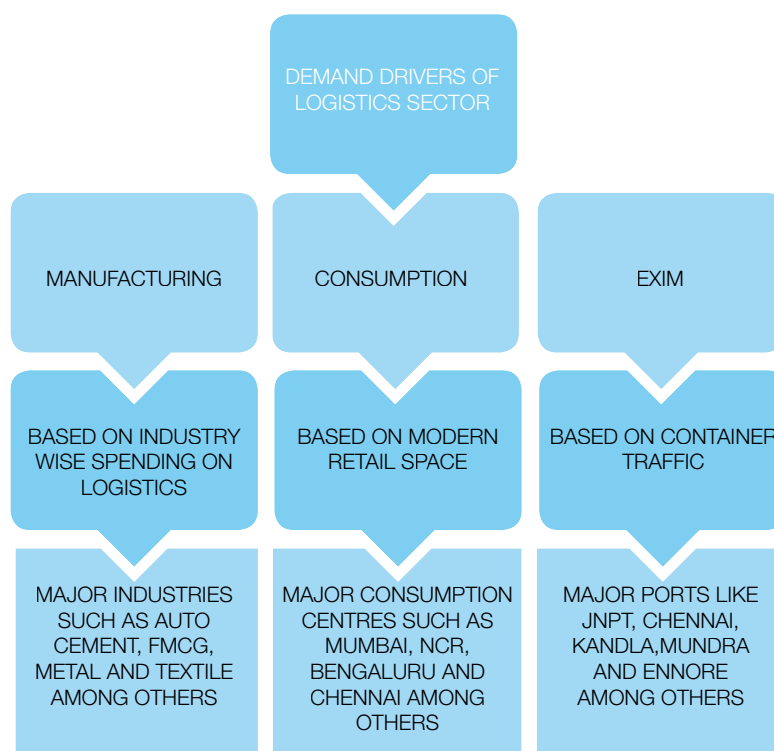 DEMAND DRIVERS OF
LOGISTICS SECTOR
MANUFACTURING
CONSUMPTION
EXIM
BASED ON INDUSTRY
WISE SPENDING ON
LOGISTICS
BASED ON MODERN
RETAIL SPACE
BASED ON CONTAINER
TRAFFIC
MAJOR INDUSTRIES
SUCH AS AUTO
CEMENT, FMCG,
METAL AND TEXTILE
AMONG OTHERS
MAJOR CONSUMPTION
CENTRES SUCH AS
MUMBAI, NCR,
BENGALURU AND
CHENNAI AMONG
OTHERS
MAJOR PORTS LIKE
JNPT, CHENNAI,
KANDLA,MUNDRA
AND ENNORE
AMONG OTHERS